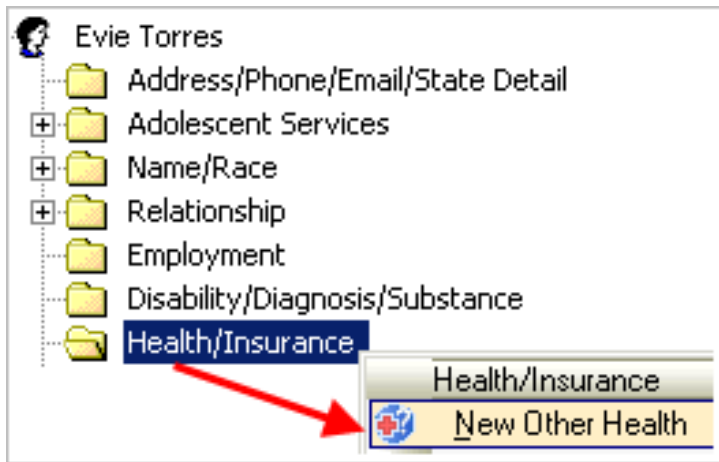 Evie Torres
Address/Phone/Email/State Detail
Adolescent Services
Name/Race
Relationship
Employment
Disability/Diagnosis/Substance
Health/Insurance
Health/Insurance
New Other Health